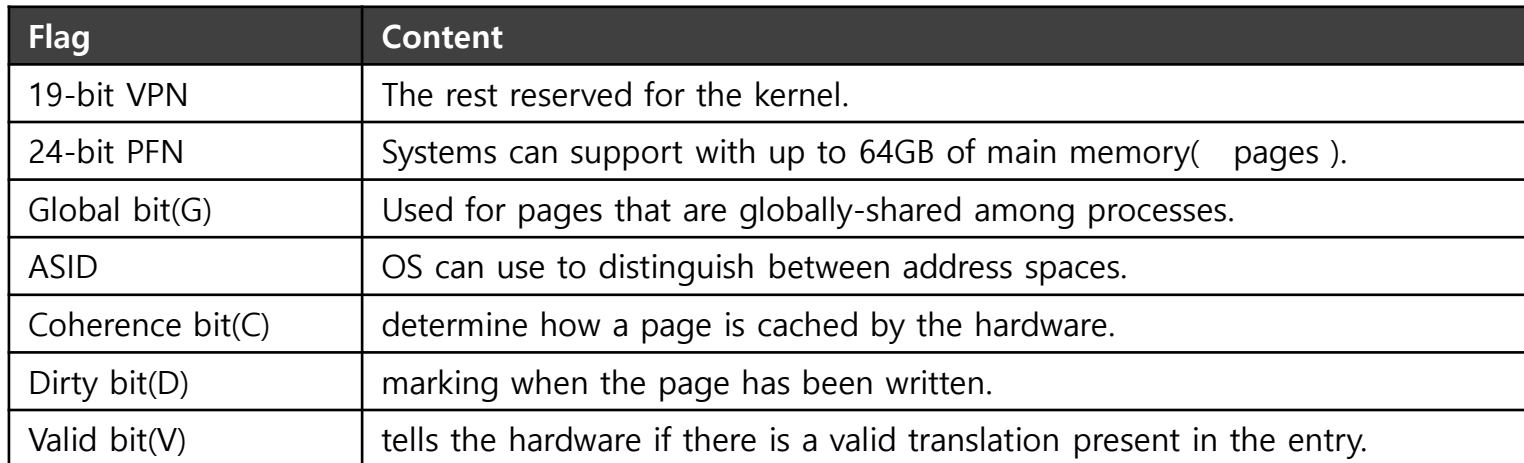 Flag Content
19-bit VPN The rest reserved for the kernel.
24-bit PFN Systems can support with up to 64GB of main memory( pages ).
Global bit(G) Used for pages that are globally-shared among processes.
ASID OS can use to distinguish between address spaces.
Coherence bit(C) determine how a page is cached by the hardware.
Dirty bit(D) marking when the page has been written.
Valid bit(V) tells the hardware if there is a valid translation present in the entry.